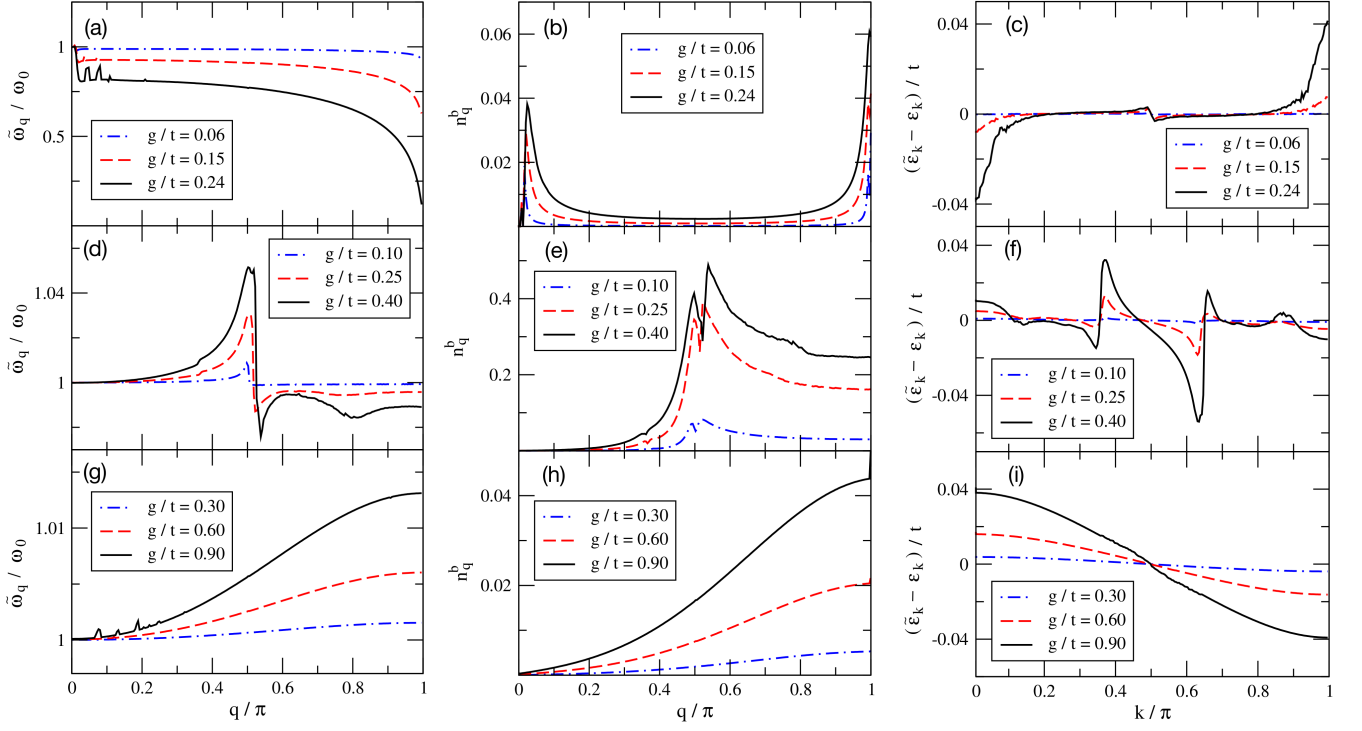 (a)
1
0.5
ω̃q / ω0
g / t = 0.06
g / t = 0.15
g / t = 0.24
(b)
0.06
0.04
0.02
0
n^b_q
g / t = 0.06
g / t = 0.15
g / t = 0.24
(c)
0.04
0
-0.04
(ε̃k − εk) / t
g / t = 0.06
g / t = 0.15
g / t = 0.24
(d)
1.04
1
ω̃q / ω0
g / t = 0.10
g / t = 0.25
g / t = 0.40
(e)
0.4
0.2
0
n^b_q
g / t = 0.10
g / t = 0.25
g / t = 0.40
(f)
0.04
0
-0.04
(ε̃k − εk) / t
g / t = 0.10
g / t = 0.25
g / t = 0.40
(g)
1.01
1
ω̃q / ω0
g / t = 0.30
g / t = 0.60
g / t = 0.90
0 0.2 0.4 0.6 0.8 1
q / π
(h)
0.04
0.02
0
n^b_q
g / t = 0.30
g / t = 0.60
g / t = 0.90
0 0.2 0.4 0.6 0.8 1
q / π
(i)
0.04
0
-0.04
(ε̃k − εk) / t
g / t = 0.30
g / t = 0.60
g / t = 0.90
0 0.2 0.4 0.6 0.8 1
k / π